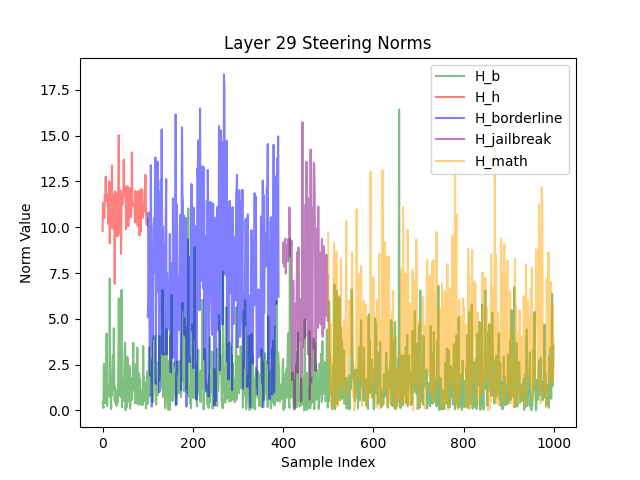 Layer 29 Steering Norms
H_b
H_h
H_borderline
H_jailbreak
H_math
Norm Value
17.5
15.0
12.5
10.0
7.5
5.0
2.5
0.0
0
200
400
600
800
1000
Sample Index